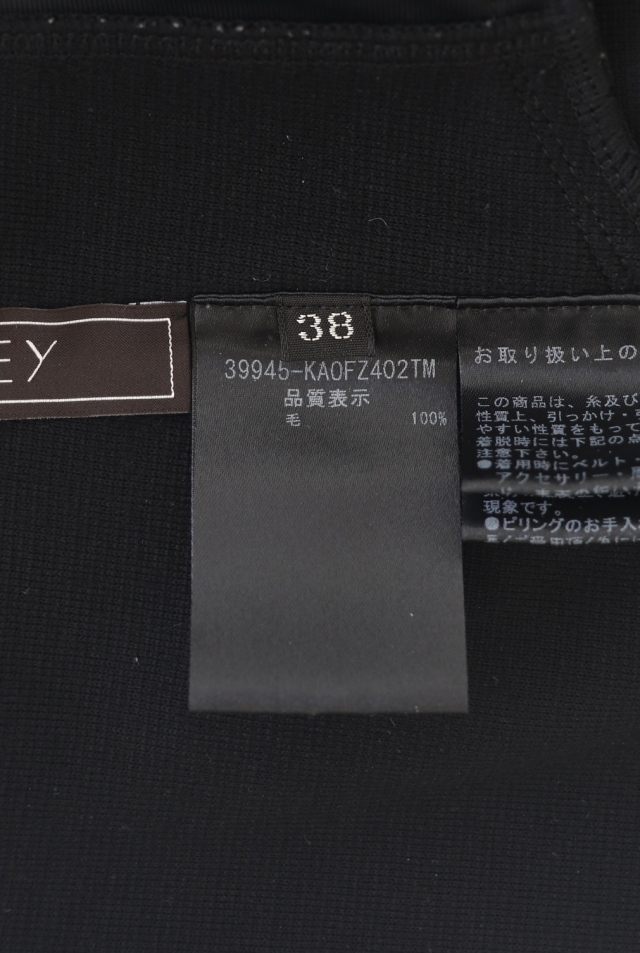 EY
38
39945-KA0FZ402TM
品質表示
毛 100%
お取り扱い上の
この商品は、糸及び
性質上、引っかけ・
やすい性質をもって
着脱時には下記の点
注意下さい。
●着用時にベルト・
アクセサリー・
現象です。
●ピリングのお手入